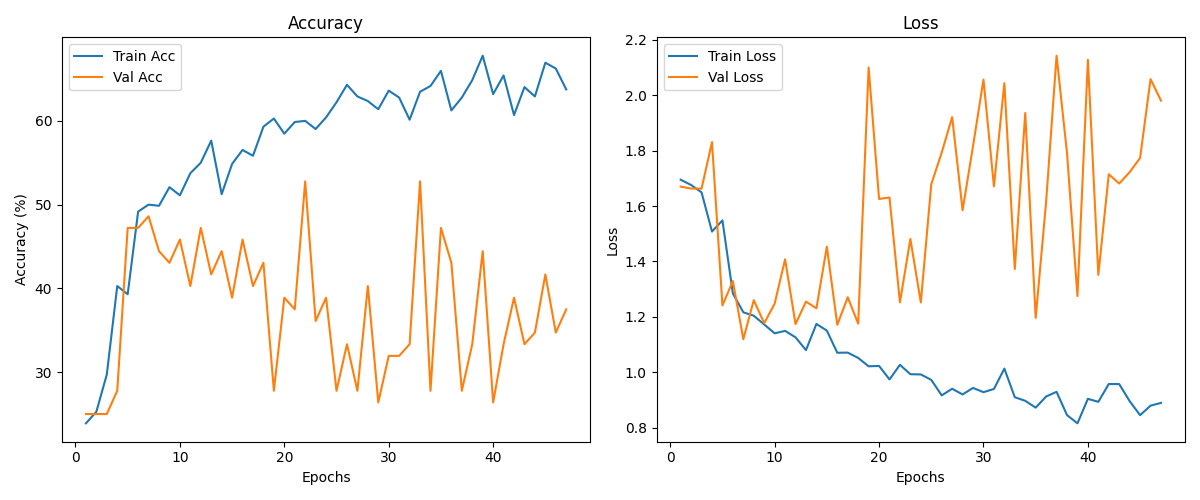 Accuracy
Train Acc
Val Acc
Accuracy (%)
60
50
40
30
0
10
20
30
40
Epochs
Loss
Train Loss
Val Loss
Loss
2.2
2.0
1.8
1.6
1.4
1.2
1.0
0.8
0
10
20
30
40
Epochs